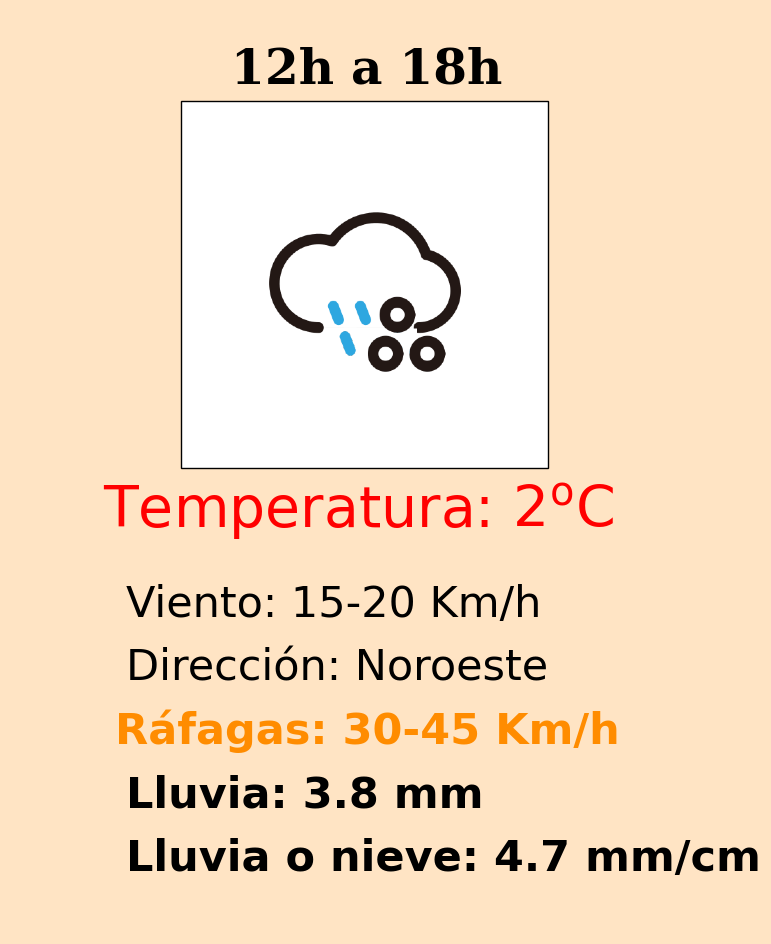 12h a 18h
Temperatura: 2ºC
Viento: 15-20 Km/h
Dirección: Noroeste
Ráfagas: 30-45 Km/h
Lluvia: 3.8 mm
Lluvia o nieve: 4.7 mm/cm